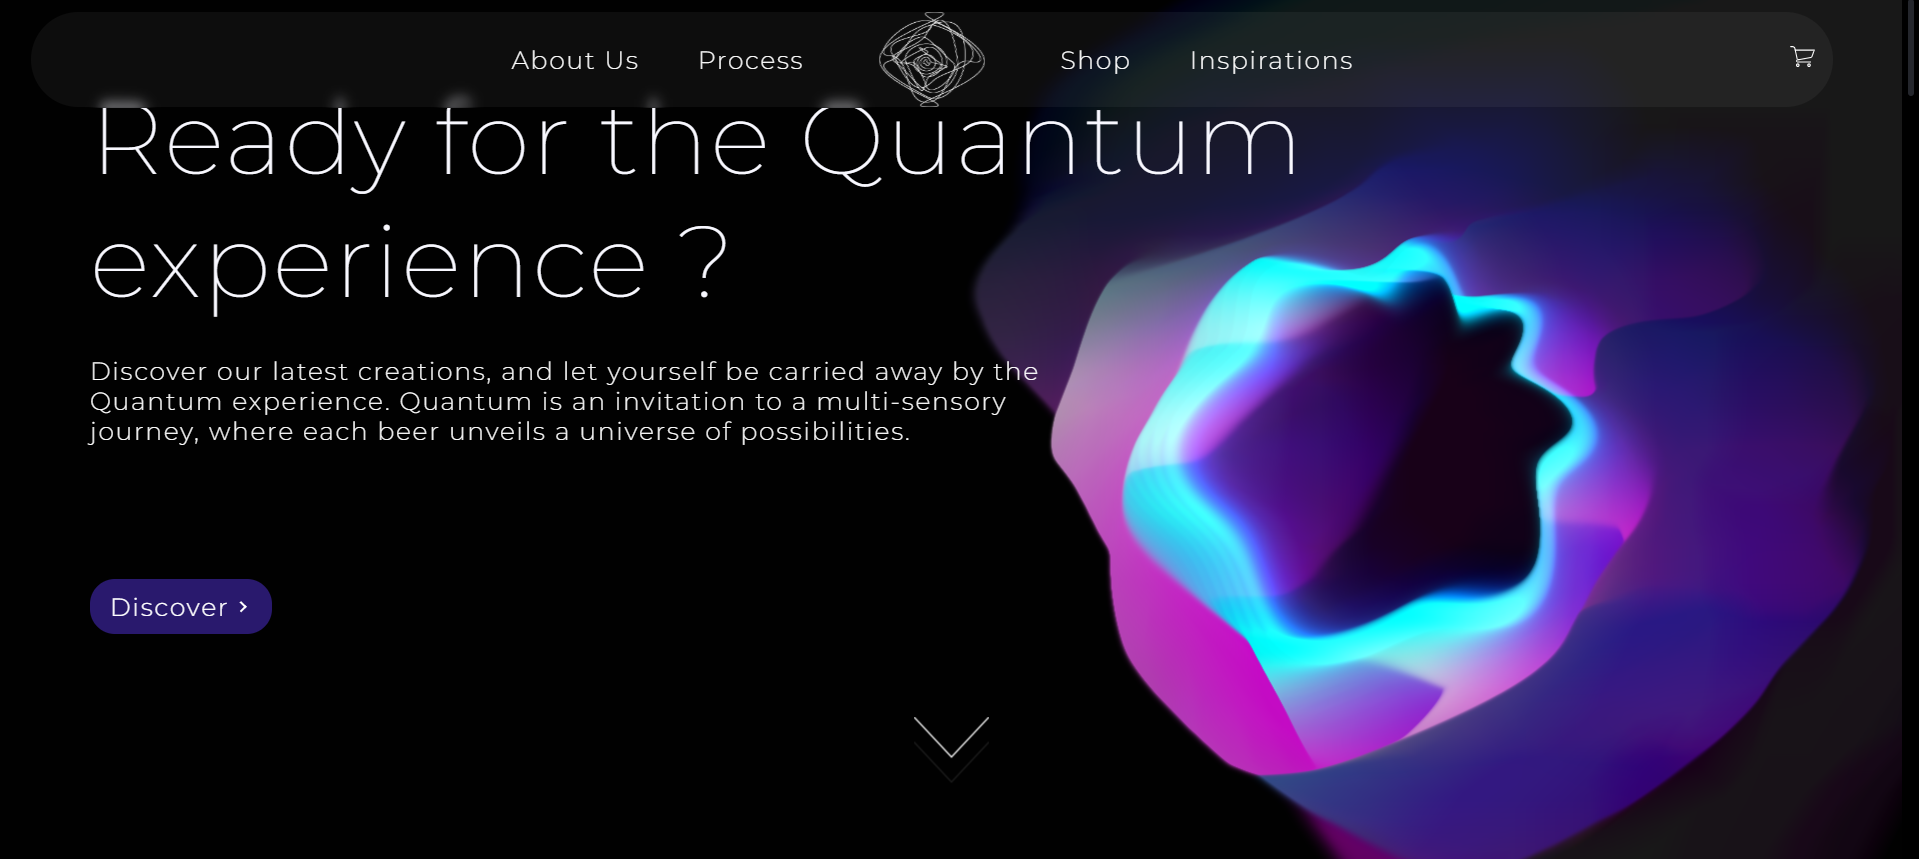 About Us Process Shop Inspirations
Ready for the Quantum
experience ?
Discover our latest creations, and let yourself be carried away by the
Quantum experience. Quantum is an invitation to a multi-sensory
journey, where each beer unveils a universe of possibilities.
Discover